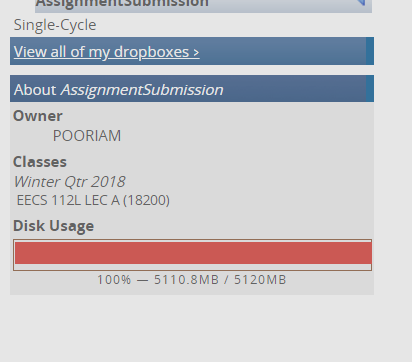 AssignmentSubmission
Single-Cycle
View all of my dropboxes ›
About AssignmentSubmission
Owner
POORIAM
Classes
Winter Qtr 2018
EECS 112L LEC A (18200)
Disk Usage
100% — 5110.8MB / 5120MB